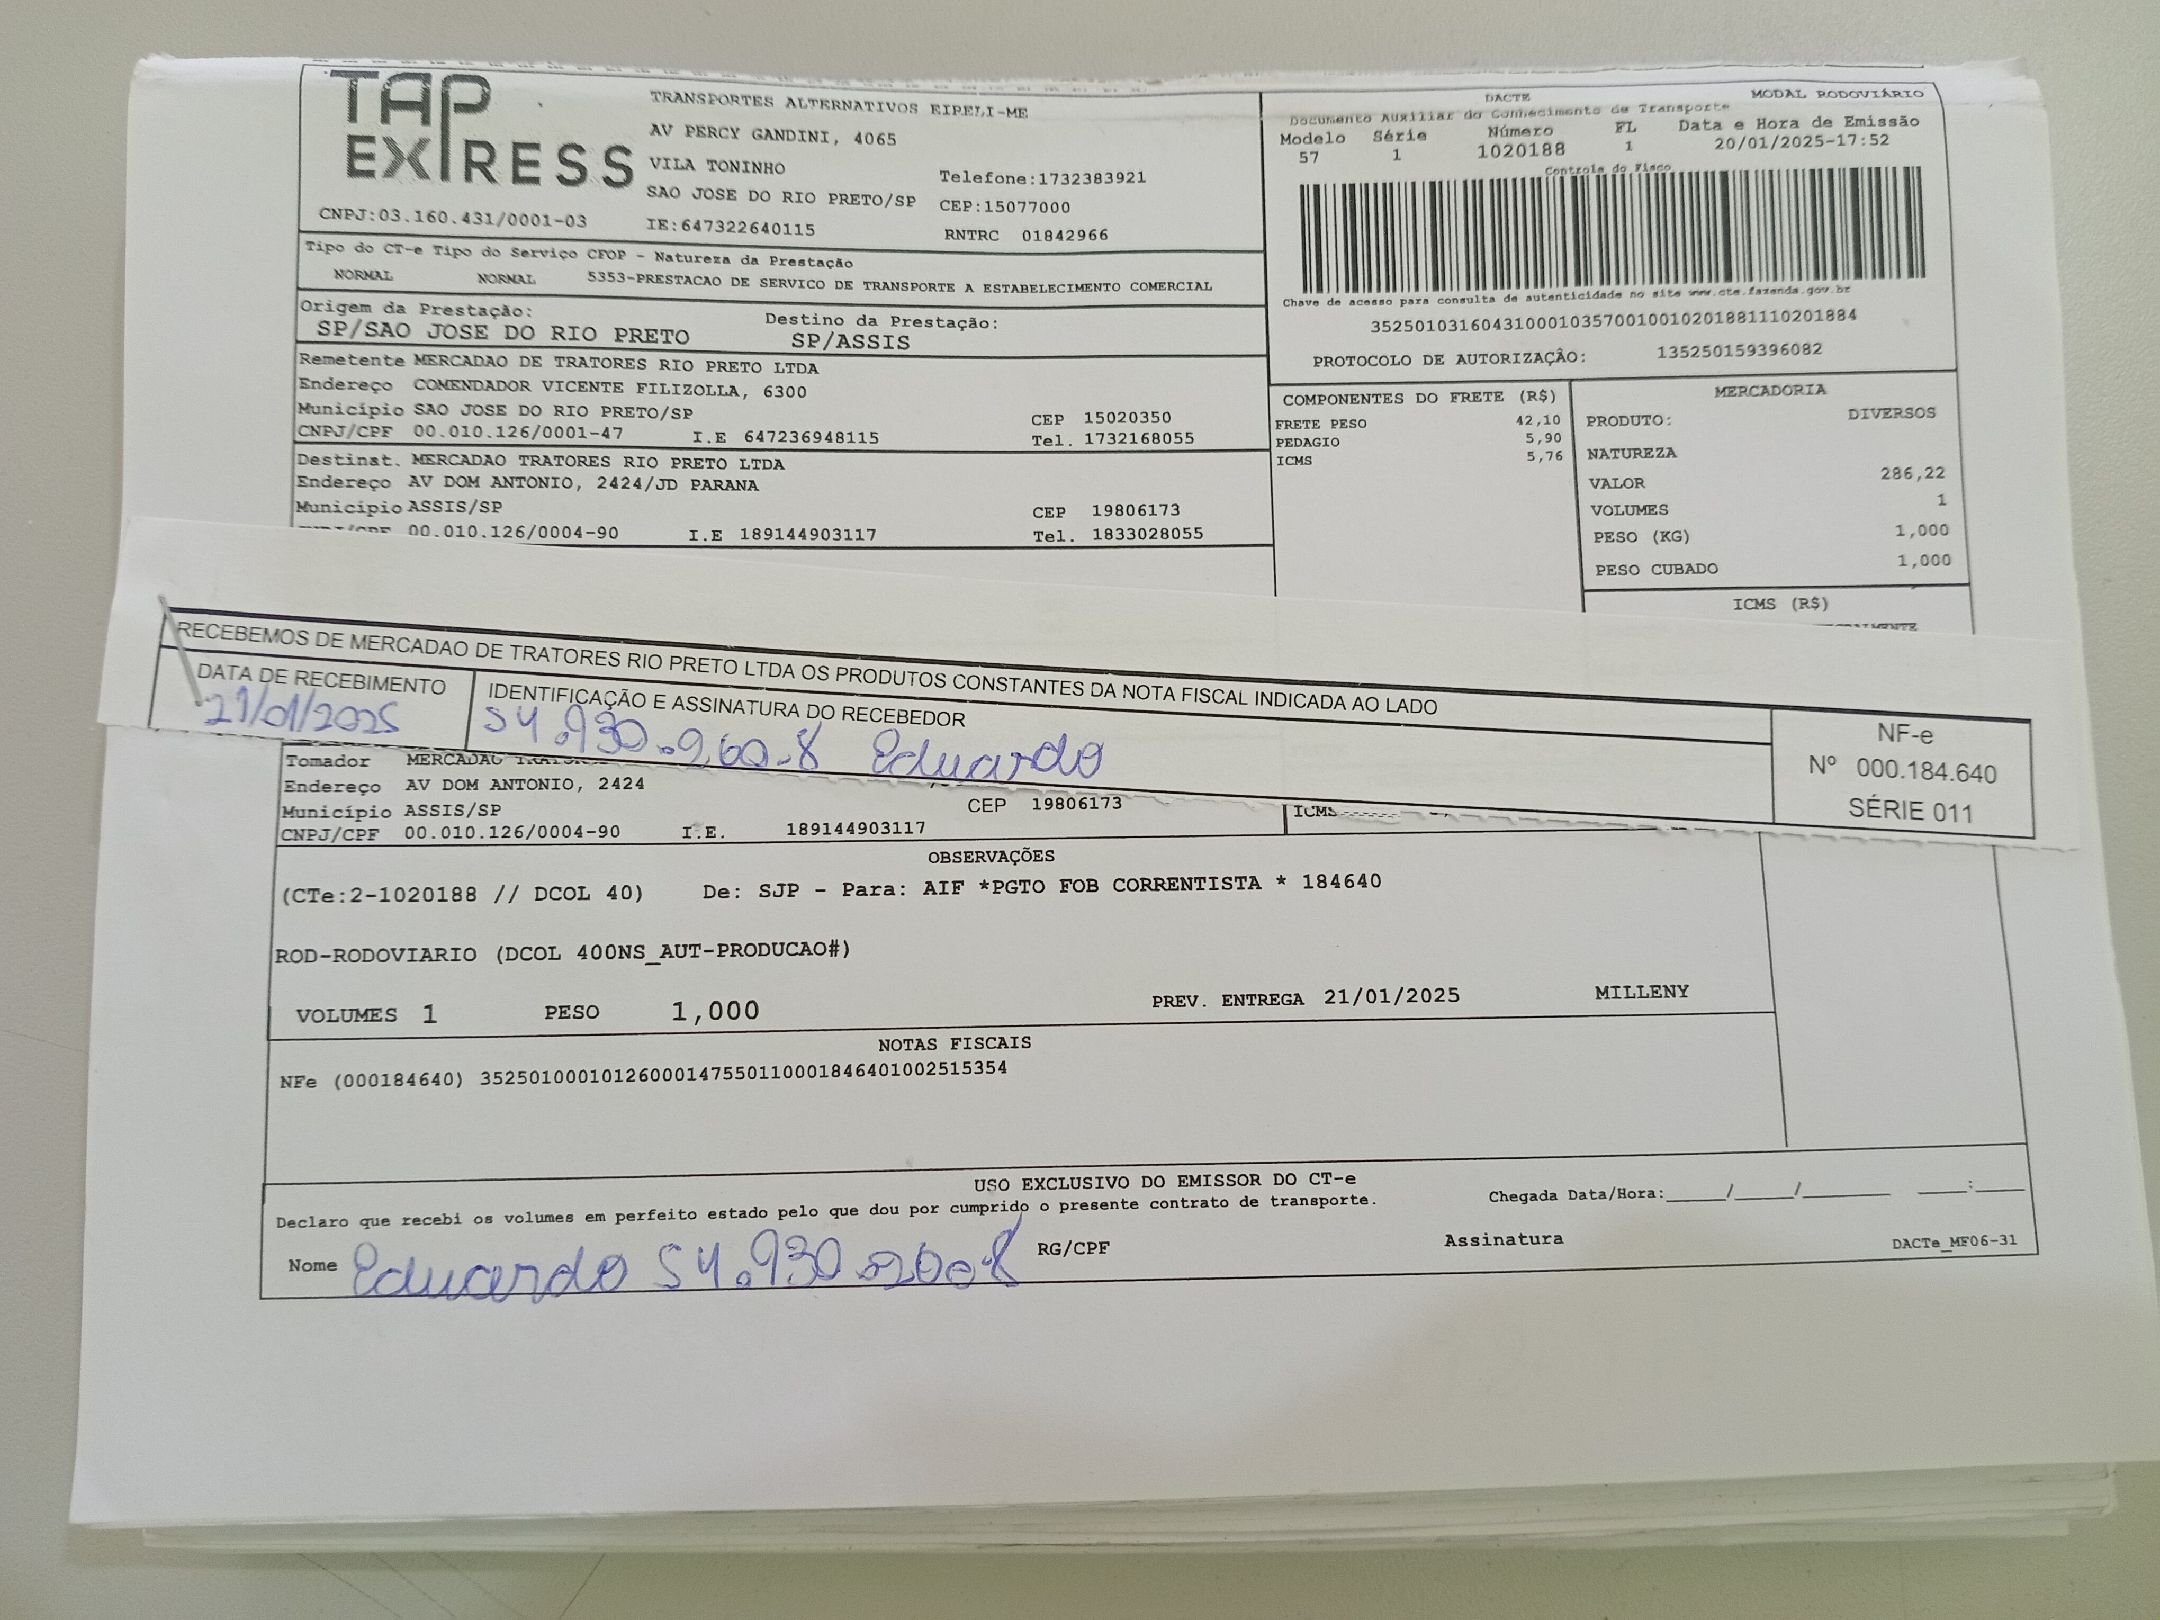 TAP EXPRESS
TRANSPORTES ALTERNATIVOS EIRELI-ME
AV PERCY GANDINI, 4065
VILA TONINHO
Telefone:1732383921
SAO JOSE DO RIO PRETO/SP CEP:15077000
CNPJ:03.160.431/0001-03 IE:647322640115 RNTRC 01842966
DACTE MODAL RODOVIÁRIO
Documento Auxiliar do Conhecimento de Transporte
Modelo Série Número FL Data e Hora de Emissão
57 1 1020188 1 20/01/2025-17:52
Controle do Fisco
Chave de acesso para consulta de autenticidade no site www.cte.fazenda.gov.br
35250103160431000103570010010201881110201884
PROTOCOLO DE AUTORIZAÇÃO: 135250159396082
Tipo do CT-e Tipo do Serviço CFOP - Natureza da Prestação
NORMAL NORMAL 5353-PRESTACAO DE SERVICO DE TRANSPORTE A ESTABELECIMENTO COMERCIAL
Origem da Prestação: Destino da Prestação:
SP/SAO JOSE DO RIO PRETO SP/ASSIS
Remetente MERCADAO DE TRATORES RIO PRETO LTDA
Endereço COMENDADOR VICENTE FILIZOLLA, 6300
Município SAO JOSE DO RIO PRETO/SP CEP 15020350
CNPJ/CPF 00.010.126/0001-47 I.E 647236948115 Tel. 1732168055
Destinat. MERCADAO TRATORES RIO PRETO LTDA
Endereço AV DOM ANTONIO, 2424/JD PARANA
Município ASSIS/SP CEP 19806173
00.010.126/0004-90 I.E 189144903117 Tel. 1833028055
COMPONENTES DO FRETE (R$)
FRETE PESO 42,10
PEDAGIO 5,90
ICMS 5,76
MERCADORIA
PRODUTO: DIVERSOS
NATUREZA
VALOR 286,22
VOLUMES 1
PESO (KG) 1,000
PESO CUBADO 1,000
ICMS (R$)
RECEBEMOS DE MERCADAO DE TRATORES RIO PRETO LTDA OS PRODUTOS CONSTANTES DA NOTA FISCAL INDICADA AO LADO
DATA DE RECEBIMENTO IDENTIFICAÇÃO E ASSINATURA DO RECEBEDOR
21/01/2025 54.930.260-8 Eduardo
NF-e
Nº 000.184.640
SÉRIE 011
Tomador MERCADAO
Endereço AV DOM ANTONIO, 2424
Município ASSIS/SP CEP 19806173
CNPJ/CPF 00.010.126/0004-90 I.E. 189144903117
ICMS
OBSERVAÇÕES
(CTe:2-1020188 // DCOL 40) De: SJP - Para: AIF *PGTO FOB CORRENTISTA * 184640
ROD-RODOVIARIO (DCOL 400NS_AUT-PRODUCAO#)
VOLUMES 1 PESO 1,000 PREV. ENTREGA 21/01/2025 MILLENY
NOTAS FISCAIS
NFe (000184640) 35250100010126000147550110001846401002515354
USO EXCLUSIVO DO EMISSOR DO CT-e
Declaro que recebi os volumes em perfeito estado pelo que dou por cumprido o presente contrato de transporte. Chegada Data/Hora:____/____/______ ____:____
Nome Eduardo 54.930.260-8 RG/CPF Assinatura DACTe_MF06-31